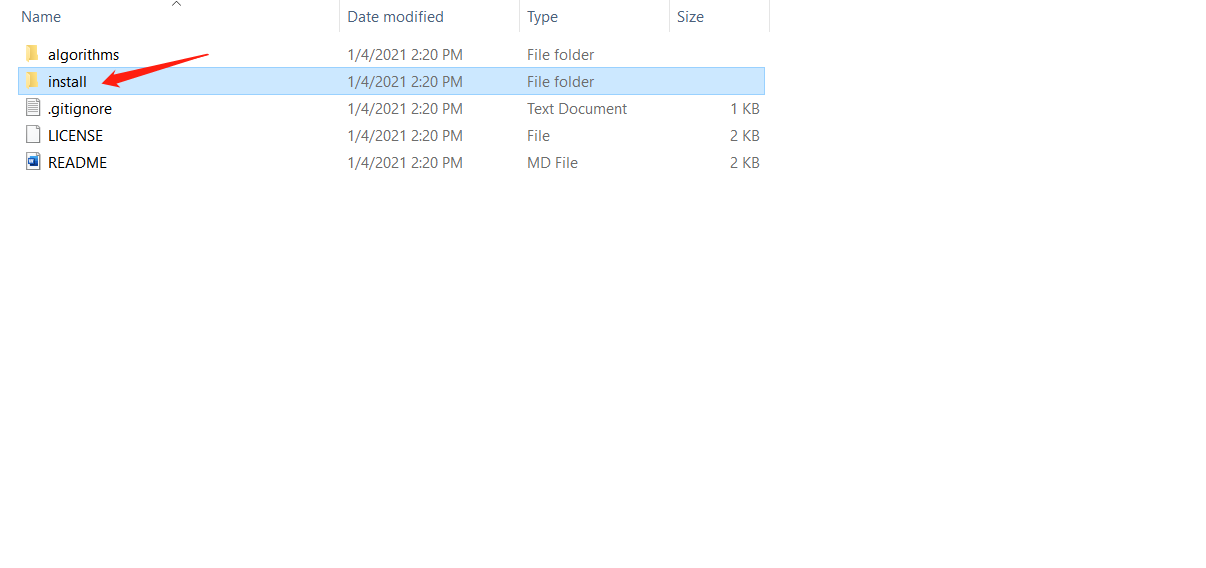 Name Date modified Type Size
algorithms 1/4/2021 2:20 PM File folder
install 1/4/2021 2:20 PM File folder
.gitignore 1/4/2021 2:20 PM Text Document 1 KB
LICENSE 1/4/2021 2:20 PM File 2 KB
README 1/4/2021 2:20 PM MD File 2 KB